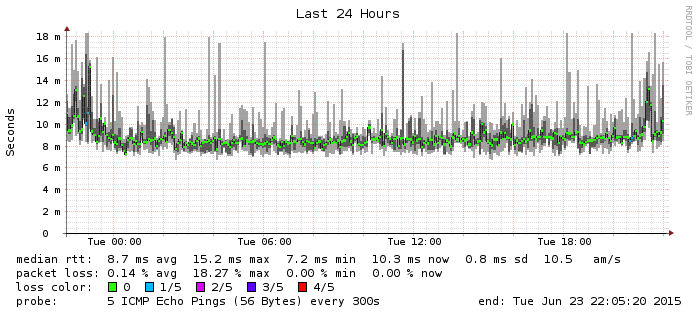 Last 24 Hours
RRDTOOL / TOBI OETIKER
Seconds
18 m
16 m
14 m
12 m
10 m
8 m
6 m
4 m
2 m
0
Tue 00:00 Tue 06:00 Tue 12:00 Tue 18:00
median rtt: 8.7 ms avg 15.2 ms max 7.2 ms min 10.3 ms now 0.8 ms sd 10.5 am/s
packet loss: 0.14 % avg 18.27 % max 0.00 % min 0.00 % now
loss color: 0 1/5 2/5 3/5 4/5
probe: 5 ICMP Echo Pings (56 Bytes) every 300s end: Tue Jun 23 22:05:20 2015